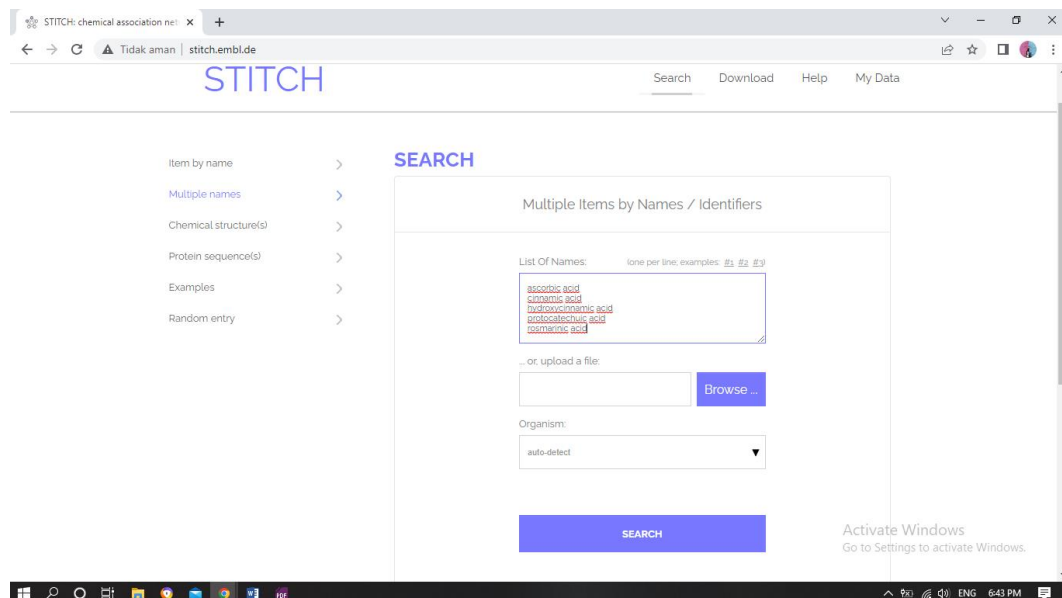 STITCH: chemical association net
Tidak aman | stitch.embl.de
STITCH
Search Download Help My Data
Item by name
Multiple names
Chemical structure(s)
Protein sequence(s)
Examples
Random entry
SEARCH
Multiple Items by Names / Identifiers
List Of Names: (one per line; examples: #1 #2 #3)
ascorbic acid
cinnamic acid
hydroxycinnamic acid
protocatechuic acid
rosmarinic acid
... or, upload a file:
Browse ...
Organism:
auto-detect
SEARCH
Activate Windows
Go to Settings to activate Windows.
ENG 6:43 PM